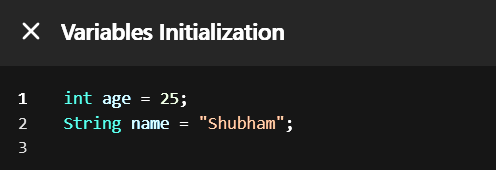 Variables Initialization
1 int age = 25;
2 String name = "Shubham";
3